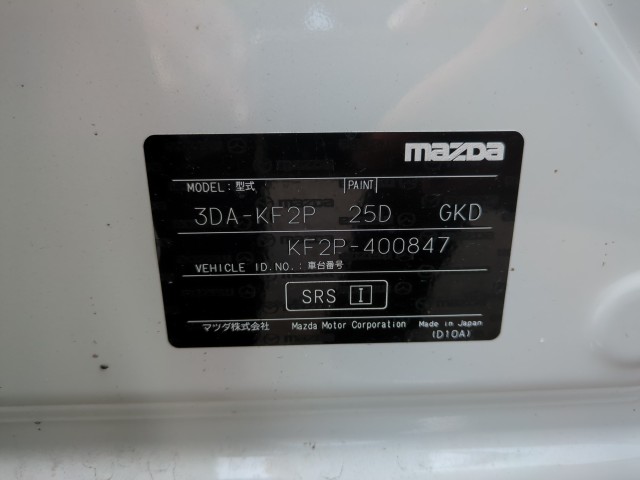 mazda
MODEL: 型式 PAINT
3DA-KF2P 25D GKD
KF2P-400847
VEHICLE ID.NO.: 車台番号
SRS I
マツダ株式会社 Mazda Motor Corporation Made in Japan
(D10A)